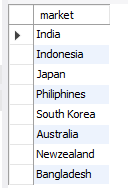 market
India
Indonesia
Japan
Philiphines
South Korea
Australia
Newzealand
Bangladesh